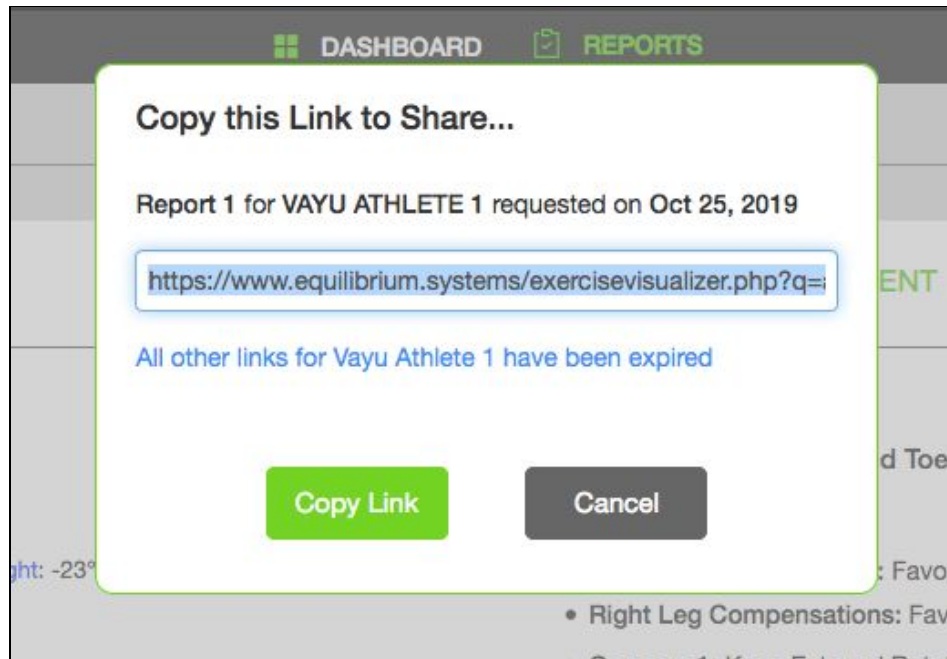 DASHBOARD REPORTS
Copy this Link to Share...
Report 1 for VAYU ATHLETE 1 requested on Oct 25, 2019
https://www.equilibrium.systems/exercisevisualizer.php?q=
ENT
All other links for Vayu Athlete 1 have been expired
d Toe
Copy Link Cancel
ght: -23° : Favo
• Right Leg Compensations: Fav